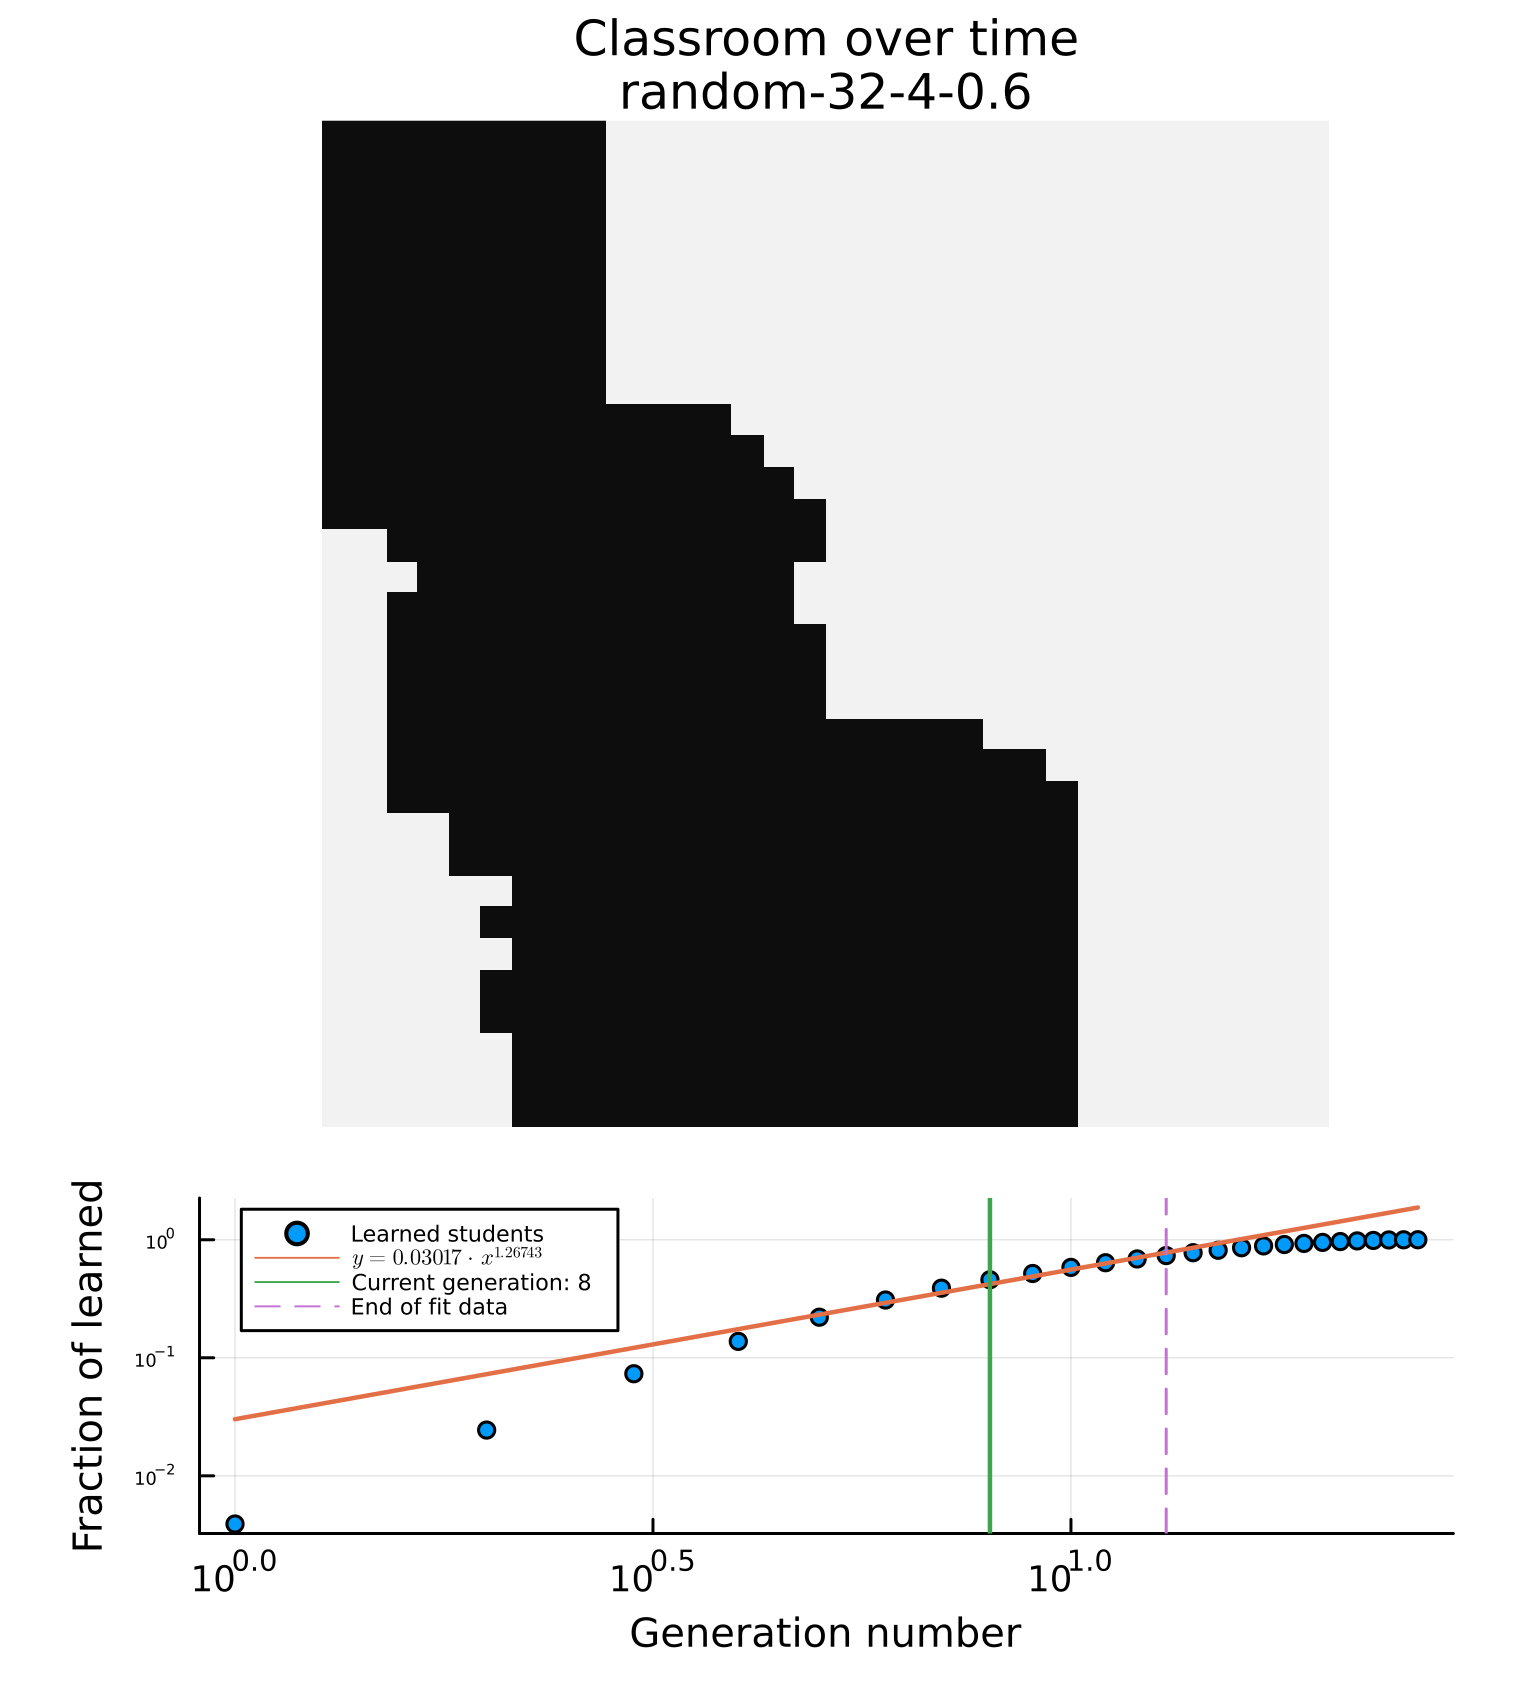 Classroom over time
random-32-4-0.6
Fraction of learned
10⁰
10⁻¹
10⁻²
Learned students
y = 0.03017 · x^1.26743
Current generation: 8
End of fit data
10^0.0 10^0.5 10^1.0
Generation number